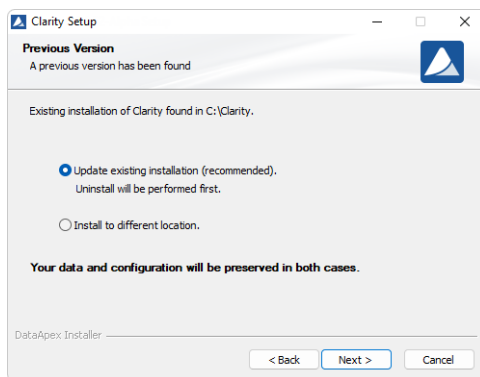 Clarity Setup
Previous Version
A previous version has been found
Existing installation of Clarity found in C:\Clarity.
Update existing installation (recommended).
Uninstall will be performed first.
Install to different location.
Your data and configuration will be preserved in both cases.
DataApex Installer
< Back Next > Cancel